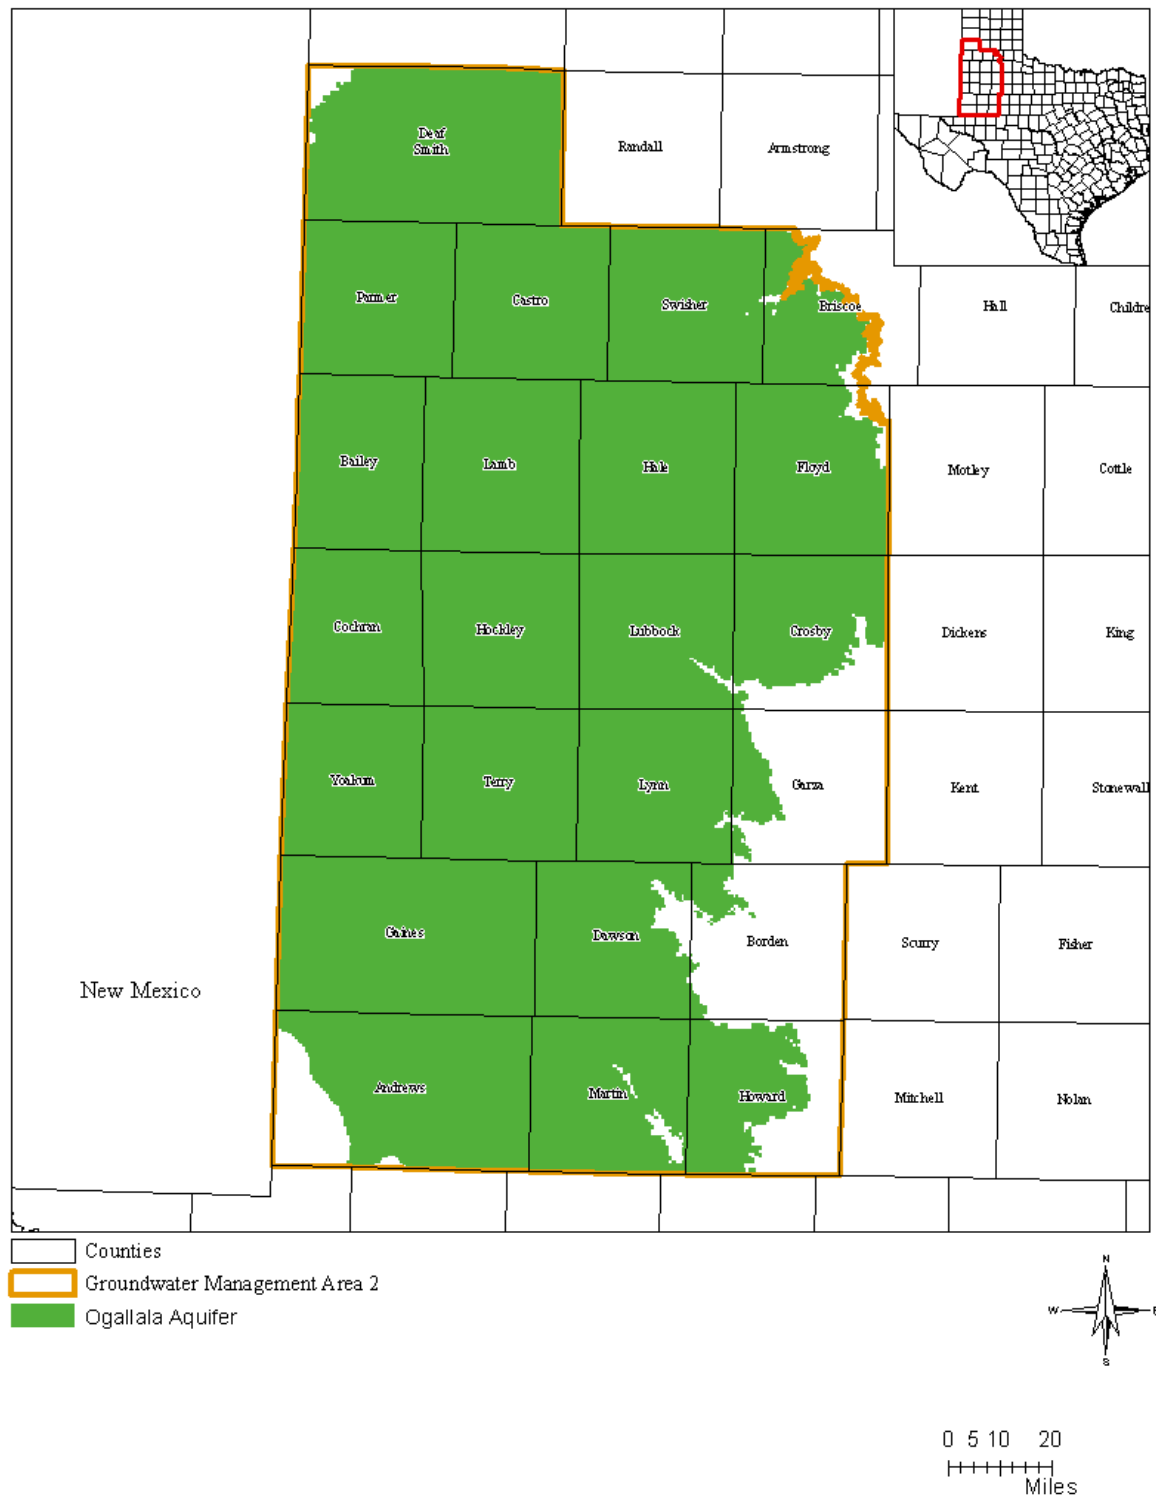 Deaf
Smith
Randall
Armstrong
Parmer
Castro
Swisher
Briscoe
Hall
Childre
Bailey
Lamb
Hale
Floyd
Motley
Cottle
Cochran
Hockley
Lubbock
Crosby
Dickens
King
Yoakum
Terry
Lynn
Garza
Kent
Stonewall
Gaines
Dawson
Borden
Scurry
Fisher
New Mexico
Andrews
Martin
Howard
Mitchell
Nolan
Counties
Groundwater Management Area 2
Ogallala Aquifer
N
W E
S
0 5 10 20
Miles